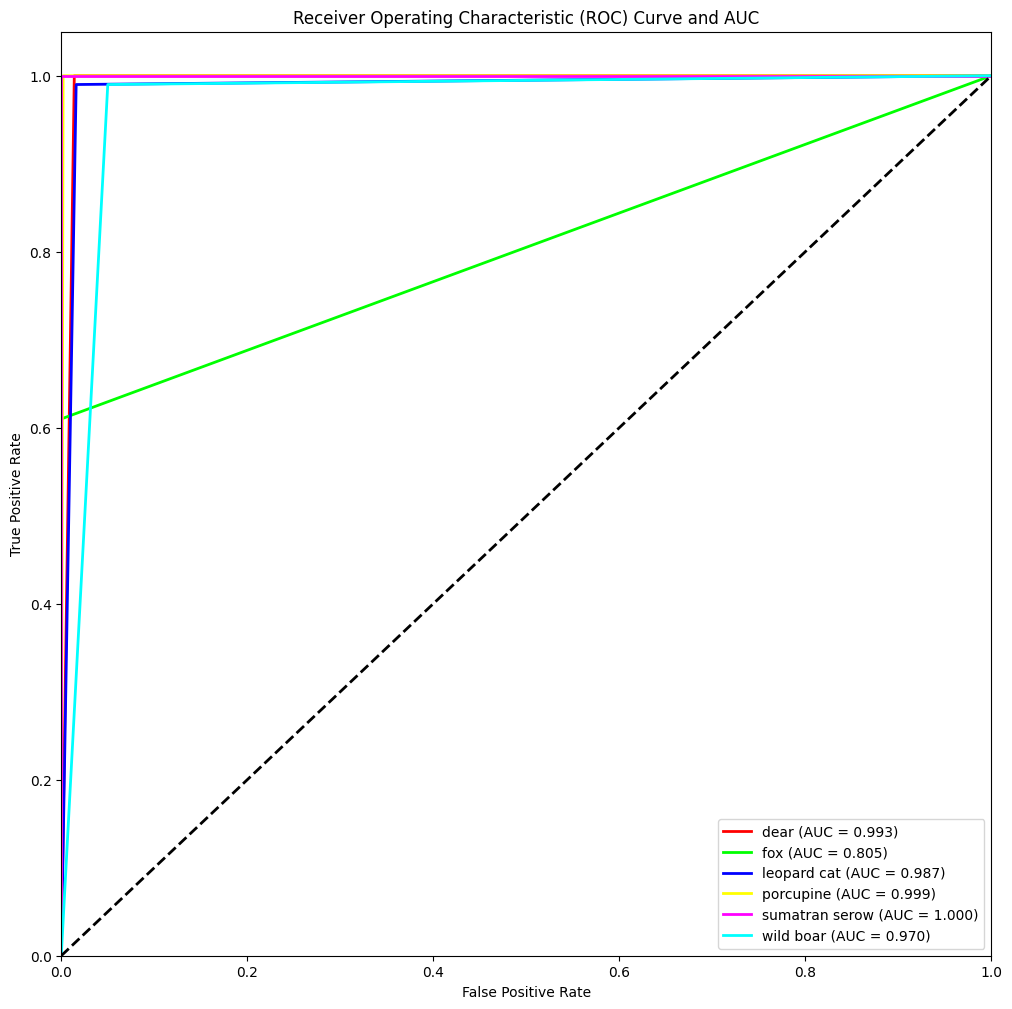 Receiver Operating Characteristic (ROC) Curve and AUC
1.0
0.8
0.6
0.4
0.2
0.0
True Positive Rate
0.0 0.2 0.4 0.6 0.8 1.0
False Positive Rate
dear (AUC = 0.993)
fox (AUC = 0.805)
leopard cat (AUC = 0.987)
porcupine (AUC = 0.999)
sumatran serow (AUC = 1.000)
wild boar (AUC = 0.970)